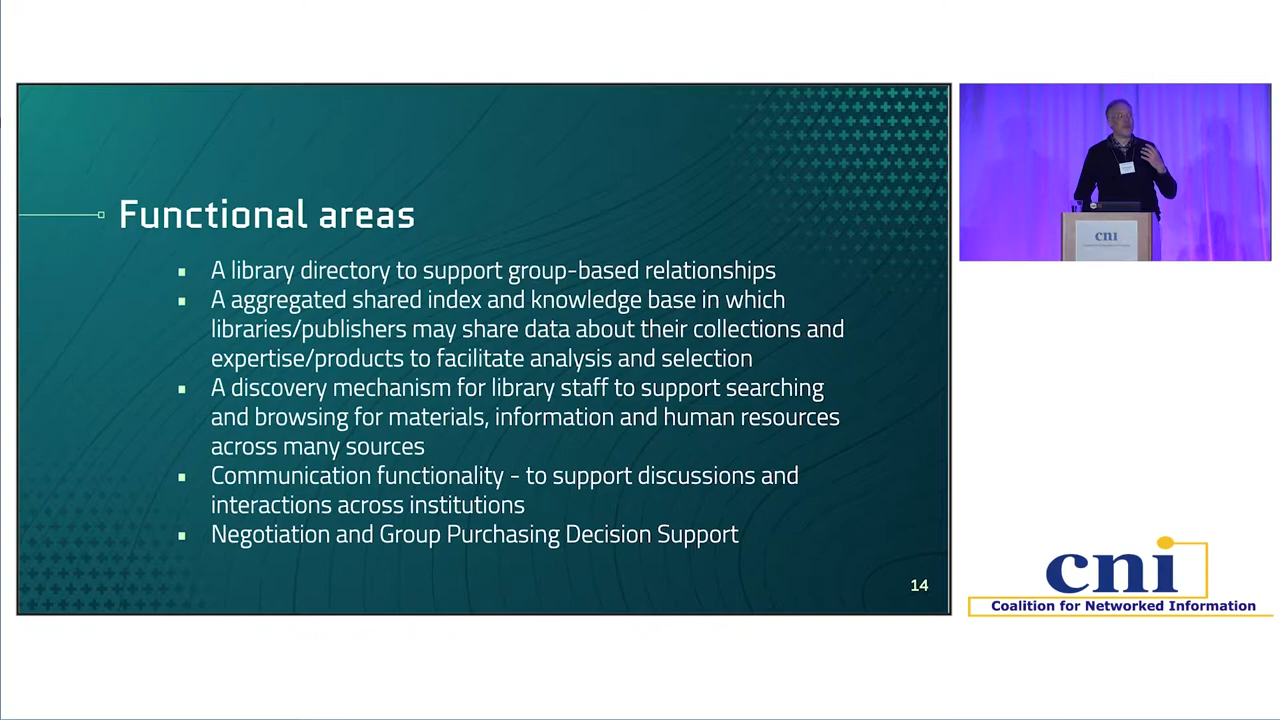 Functional areas
A library directory to support group-based relationships
A aggregated shared index and knowledge base in which
libraries/publishers may share data about their collections and
expertise/products to facilitate analysis and selection
A discovery mechanism for library staff to support searching
and browsing for materials, information and human resources
across many sources
Communication functionality - to support discussions and
interactions across institutions
Negotiation and Group Purchasing Decision Support
14
cni
cni
Coalition for Networked Information